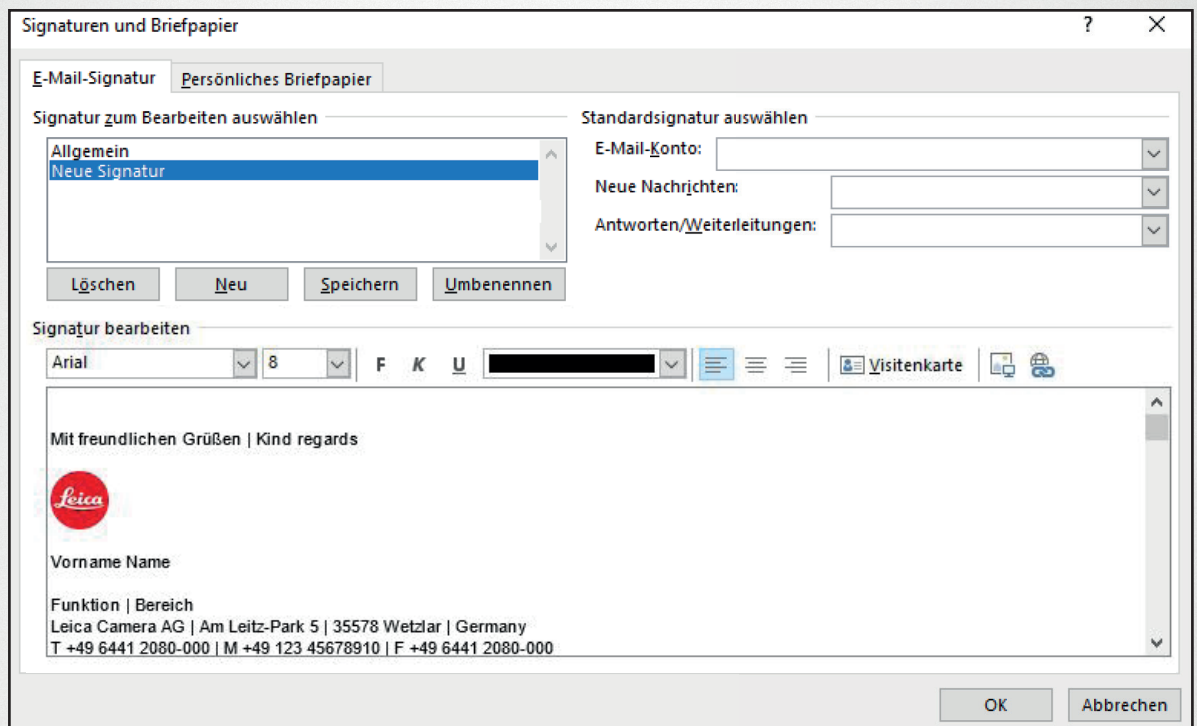 Signaturen und Briefpapier ?
E-Mail-Signatur Persönliches Briefpapier
Signatur zum Bearbeiten auswählen
Allgemein
Neue Signatur
Löschen Neu Speichern Umbenennen
Standardsignatur auswählen
E-Mail-Konto:
Neue Nachrichten:
Antworten/Weiterleitungen:
Signatur bearbeiten
Arial 8 F K U Visitenkarte
Mit freundlichen Grüßen | Kind regards
Leica
Vorname Name
Funktion | Bereich
Leica Camera AG | Am Leitz-Park 5 | 35578 Wetzlar | Germany
T +49 6441 2080-000 | M +49 123 45678910 | F +49 6441 2080-000
OK Abbrechen